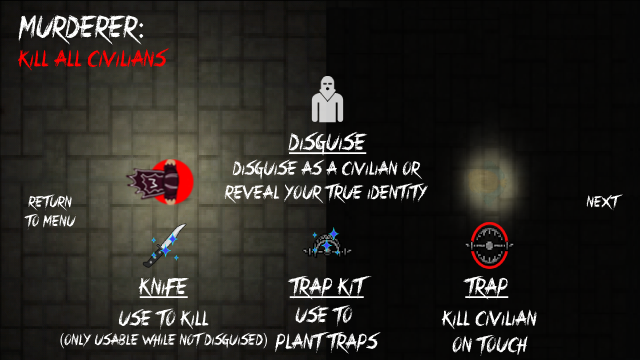 MURDERER:
KILL ALL CIVILIANS
DISGUISE
DISGUISE AS A CIVILIAN OR
REVEAL YOUR TRUE IDENTITY
RETURN
TO MENU
NEXT
KNIFE
USE TO KILL
(ONLY USABLE WHILE NOT DISGUISED)
TRAP KIT
USE TO
PLANT TRAPS
TRAP
KILL CIVILIAN
ON TOUCH